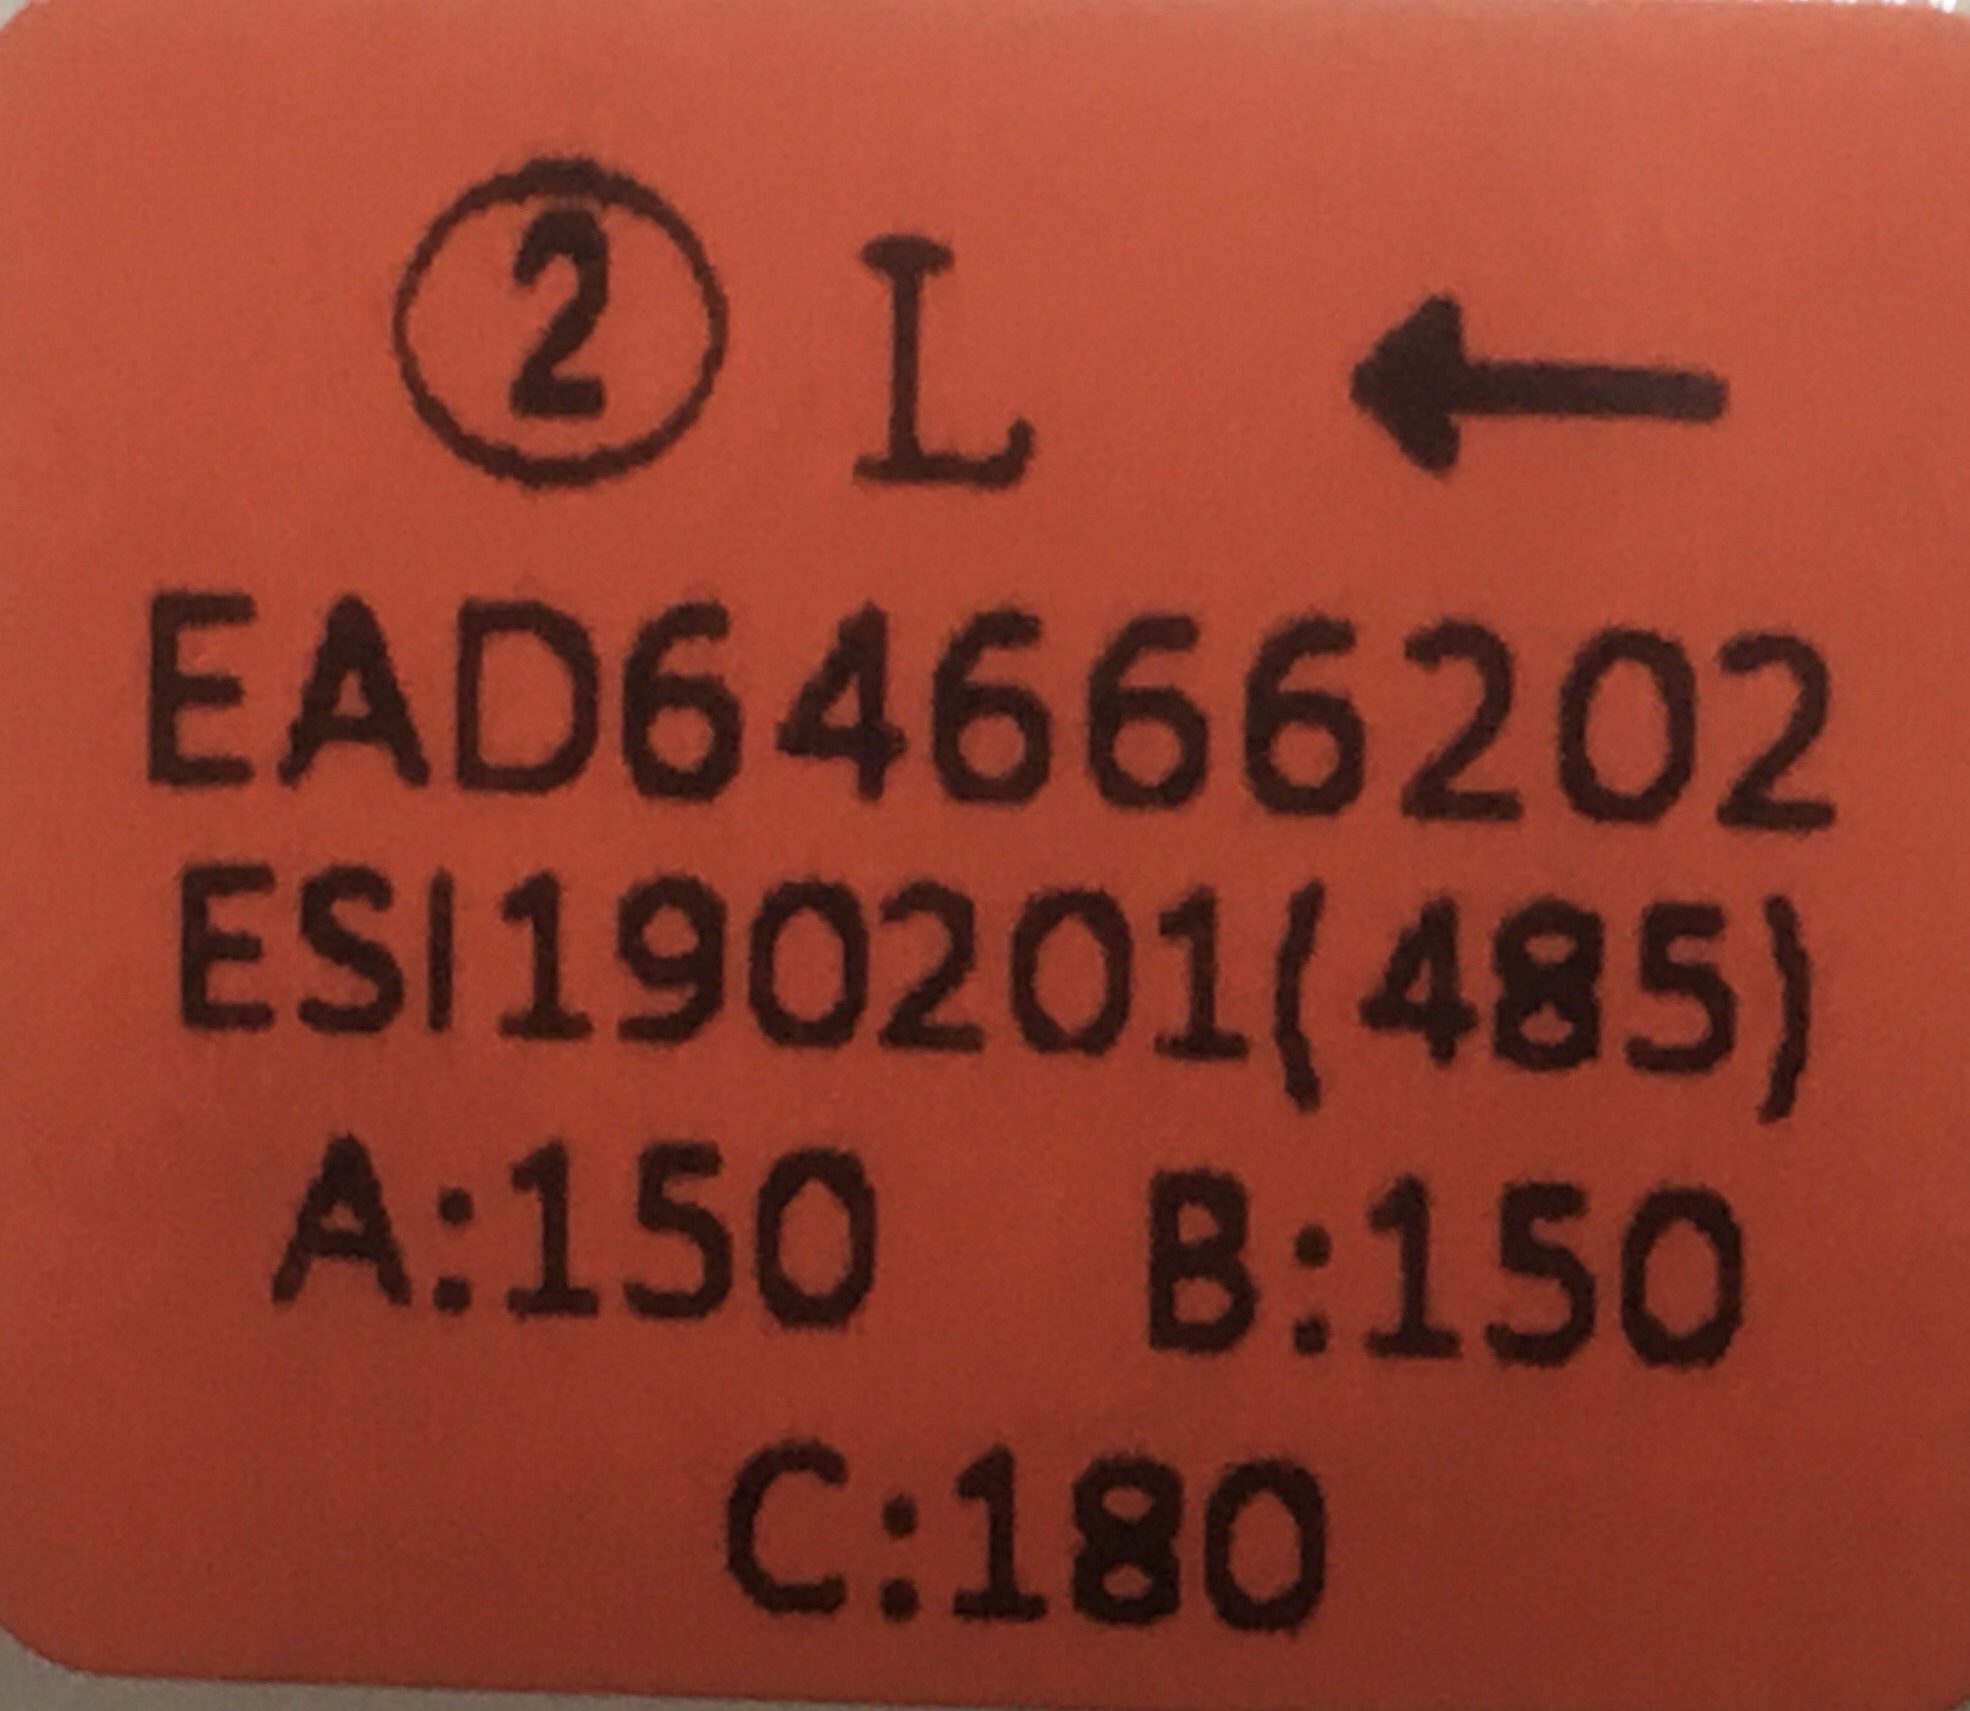 ② L ←
EAD64666202
ESI190201(485)
A:150 B:150
C:180